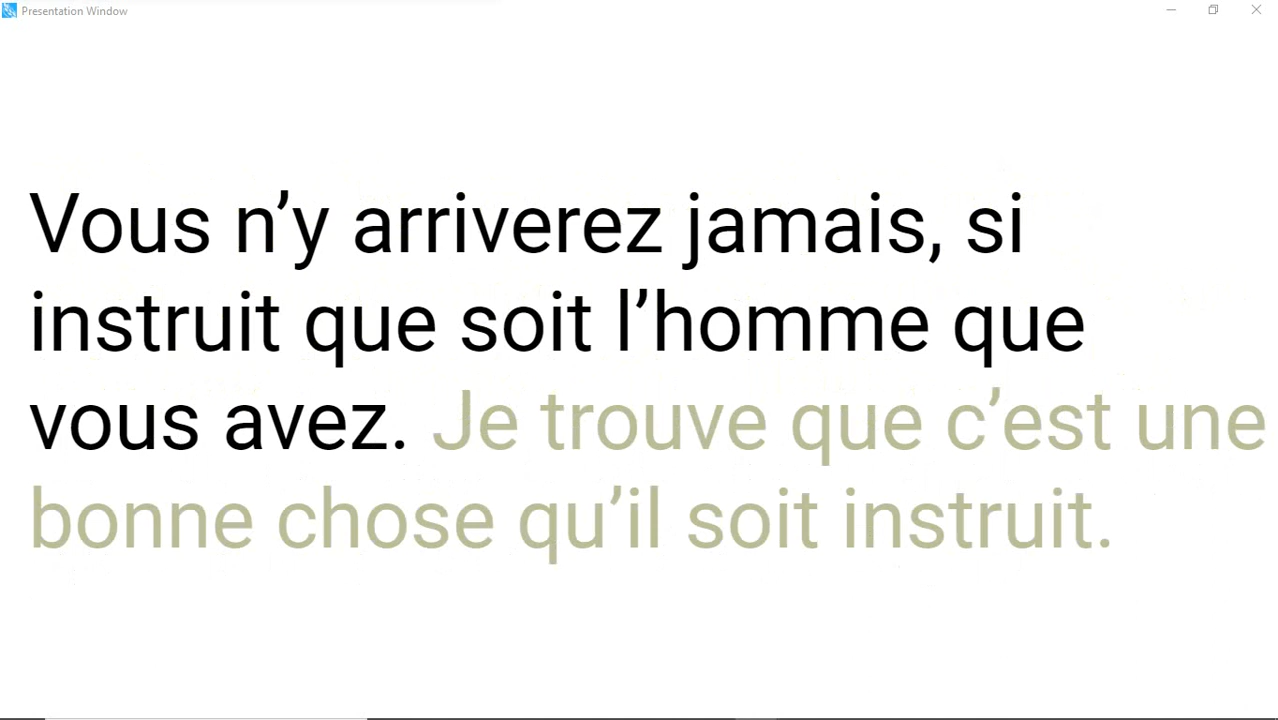 Presentation Window
Vous n’y arriverez jamais, si
instruit que soit l’homme que
vous avez. Je trouve que c’est une
bonne chose qu’il soit instruit.